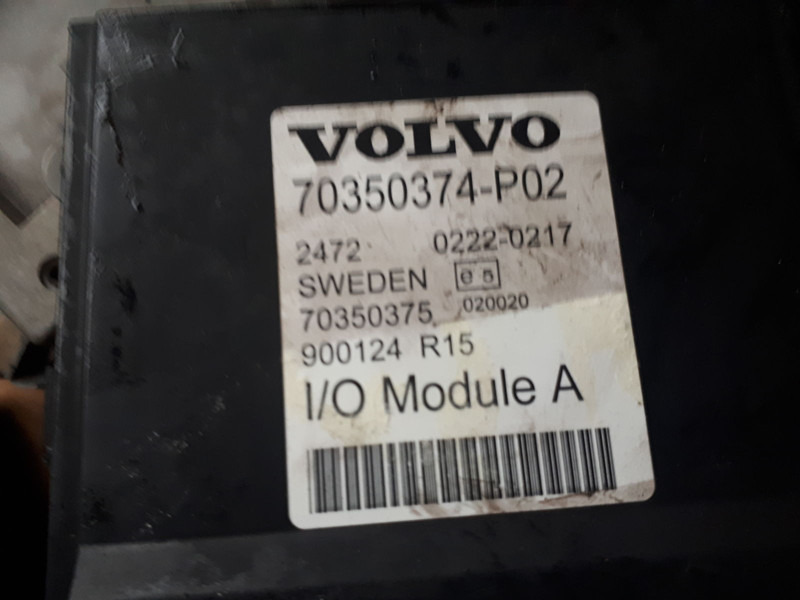 VOLVO
70350374-P02
2472 0222-0217
SWEDEN e5
70350375 020020
900124 R15
I/O Module A